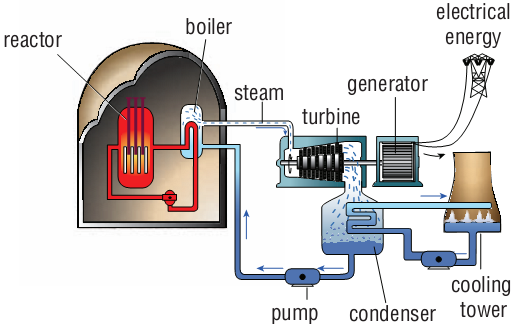 electrical
energy
boiler
reactor
steam
generator
turbine
cooling
tower
pump
condenser